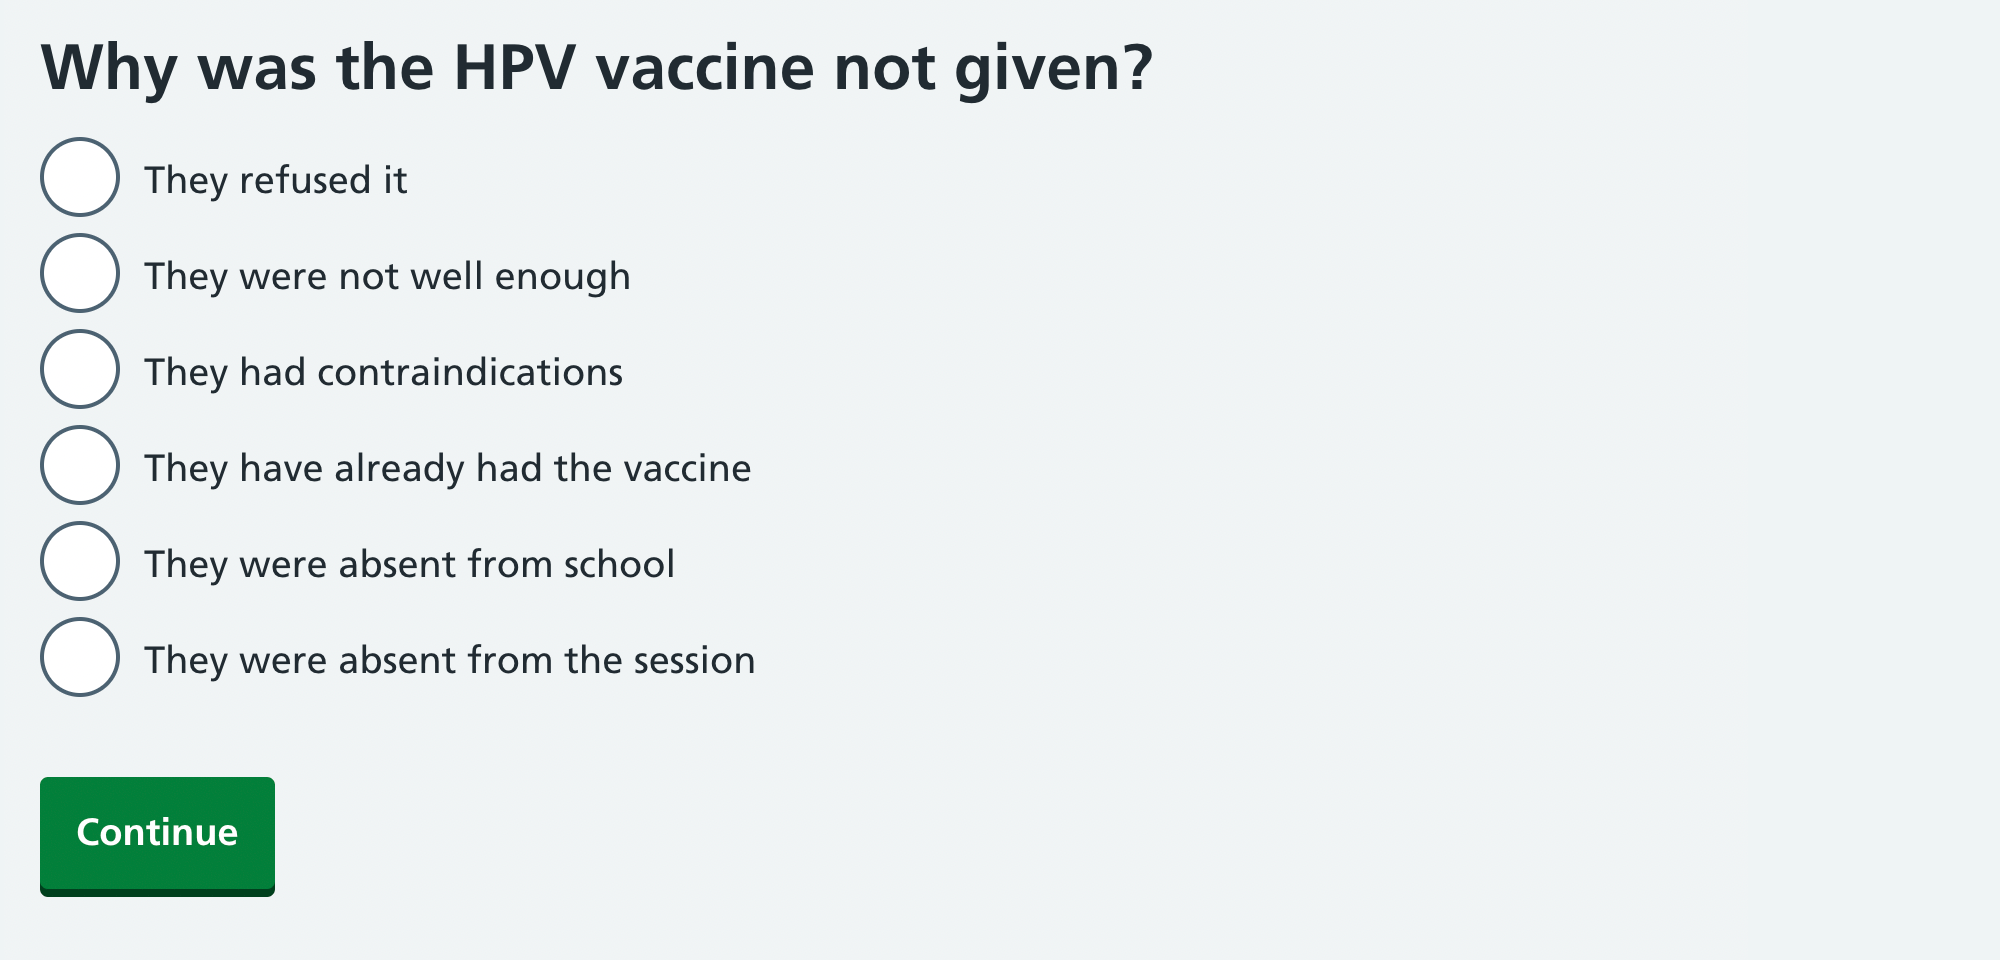 Why was the HPV vaccine not given?
They refused it
They were not well enough
They had contraindications
They have already had the vaccine
They were absent from school
They were absent from the session
Continue